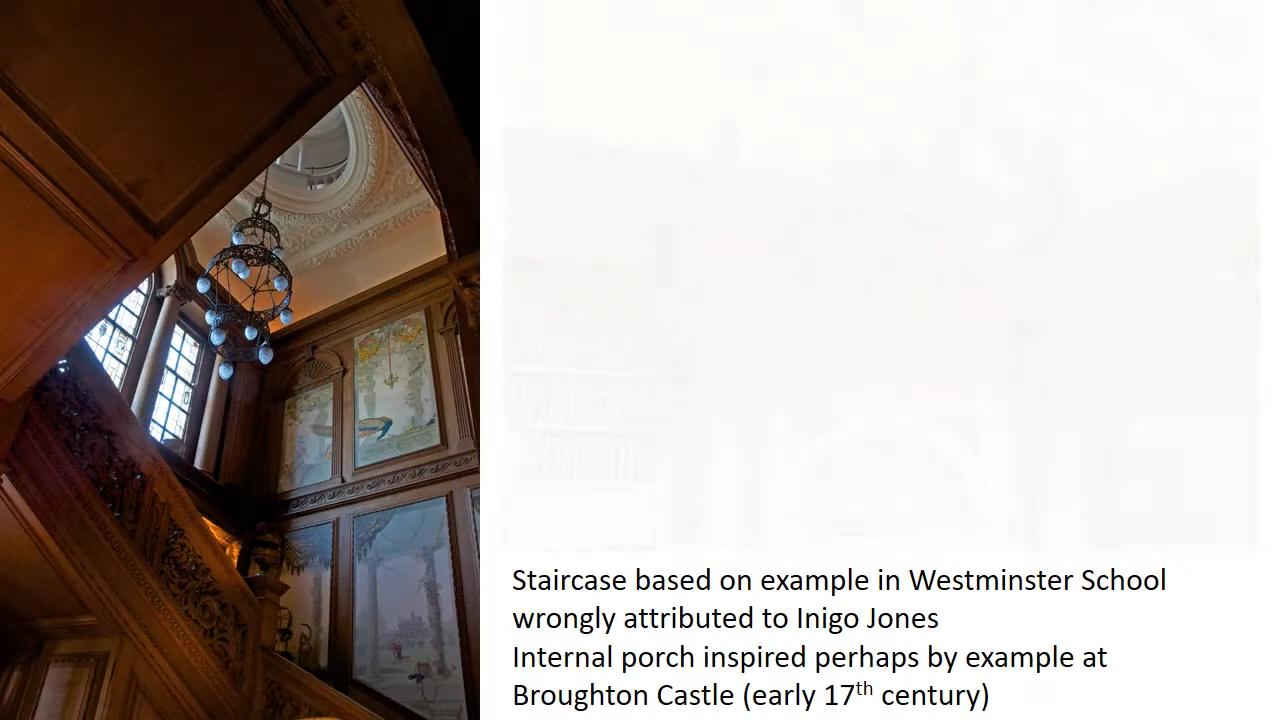 Staircase based on example in Westminster School
wrongly attributed to Inigo Jones
Internal porch inspired perhaps by example at
Broughton Castle (early 17th century)